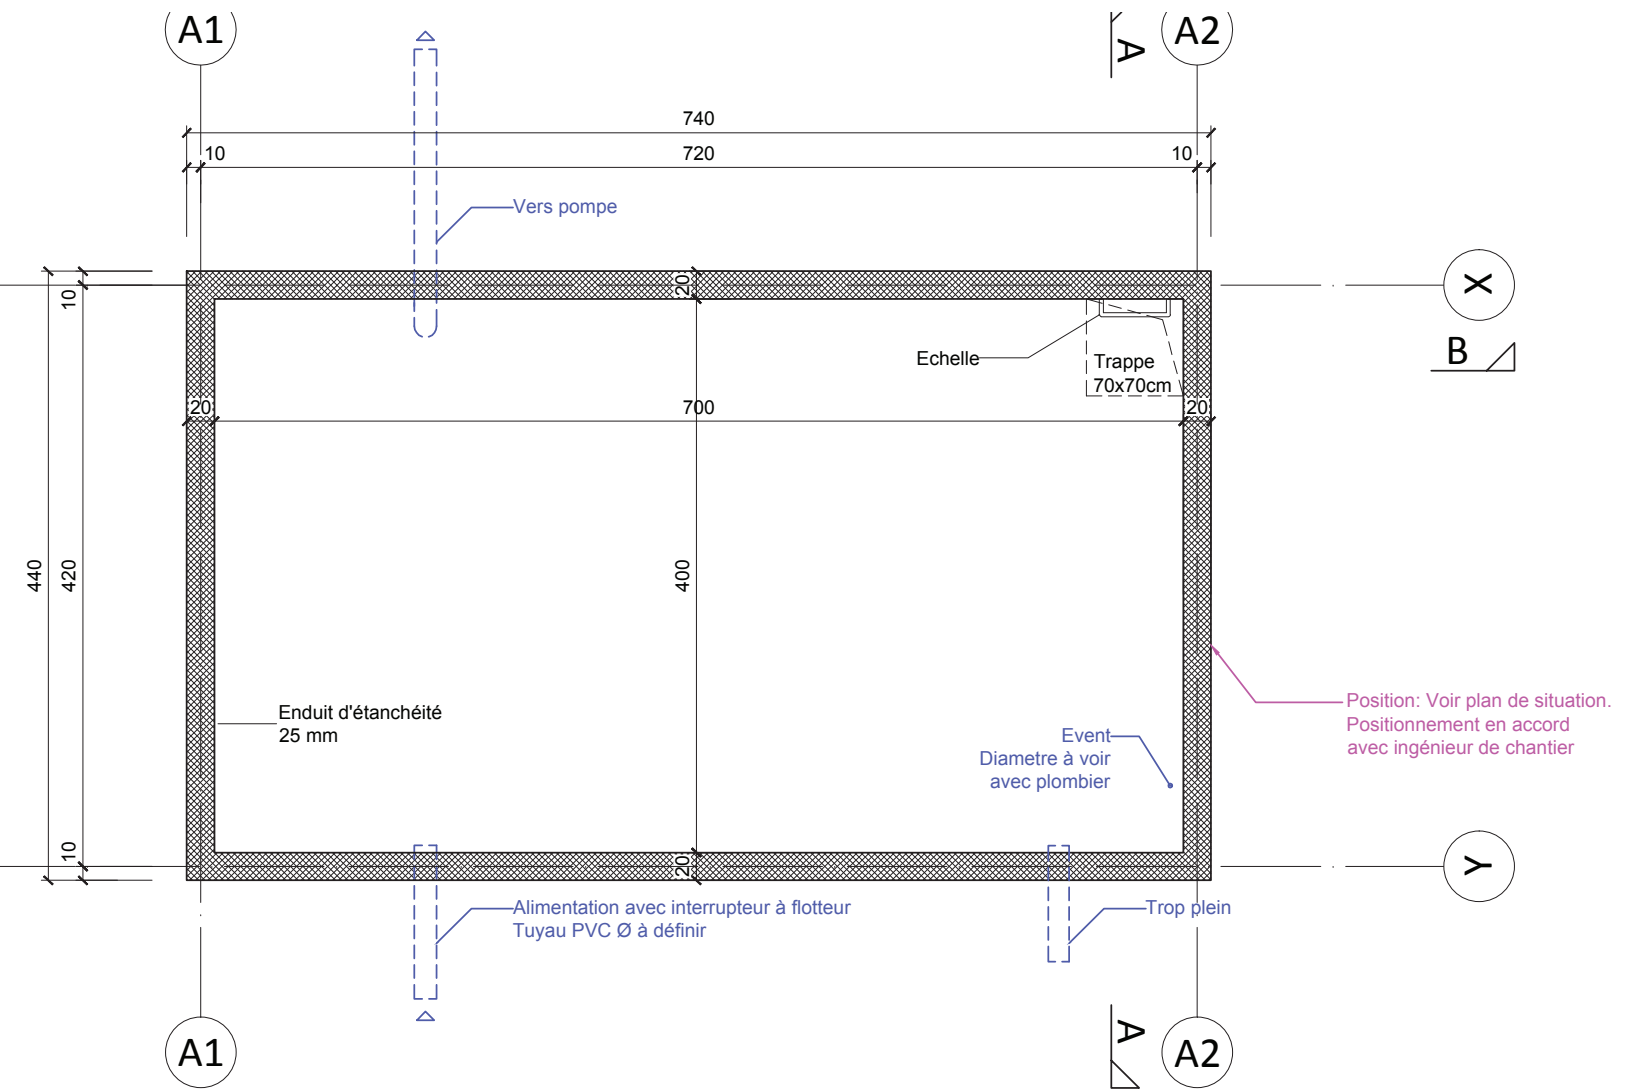 A1
A
A2
740
10
720
10
Vers pompe
10
20
X
Echelle
Trappe
70x70cm
B
20
700
20
440
420
400
Enduit d'étanchéité
25 mm
Event
Diametre à voir
avec plombier
Position: Voir plan de situation.
Positionnement en accord
avec ingénieur de chantier
10
20
Y
Alimentation avec interrupteur à flotteur
Tuyau PVC Ø à définir
Trop plein
A1
A
A2